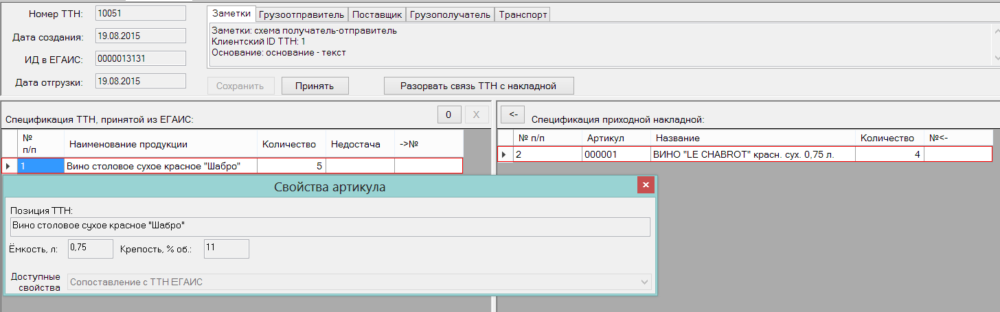 Номер ТТН: 10051
Дата создания: 19.08.2015
ИД в ЕГАИС: 0000013131
Дата отгрузки: 19.08.2015
Заметки Грузоотправитель Поставщик Грузополучатель Транспорт
Заметки: схема получатель-отправитель
Клиентский ID ТТН: 1
Основание: основание - текст
Сохранить Принять Разорвать связь ТТН с накладной
Спецификация ТТН, принятой из ЕГАИС: 0 X
№ п/п Наименование продукции Количество Недостача ->№
1 Вино столовое сухое красное "Шабро" 5
<- Спецификация приходной накладной:
№ п/п Артикул Название Количество №<-
2 000001 ВИНО "LE CHABROT" красн. сух. 0,75 л. 4
Свойства артикула x
Позиция ТТН:
Вино столовое сухое красное "Шабро"
Ёмкость, л: 0,75 Крепость, % об.: 11
Доступные свойства Сопоставление с ТТН ЕГАИС